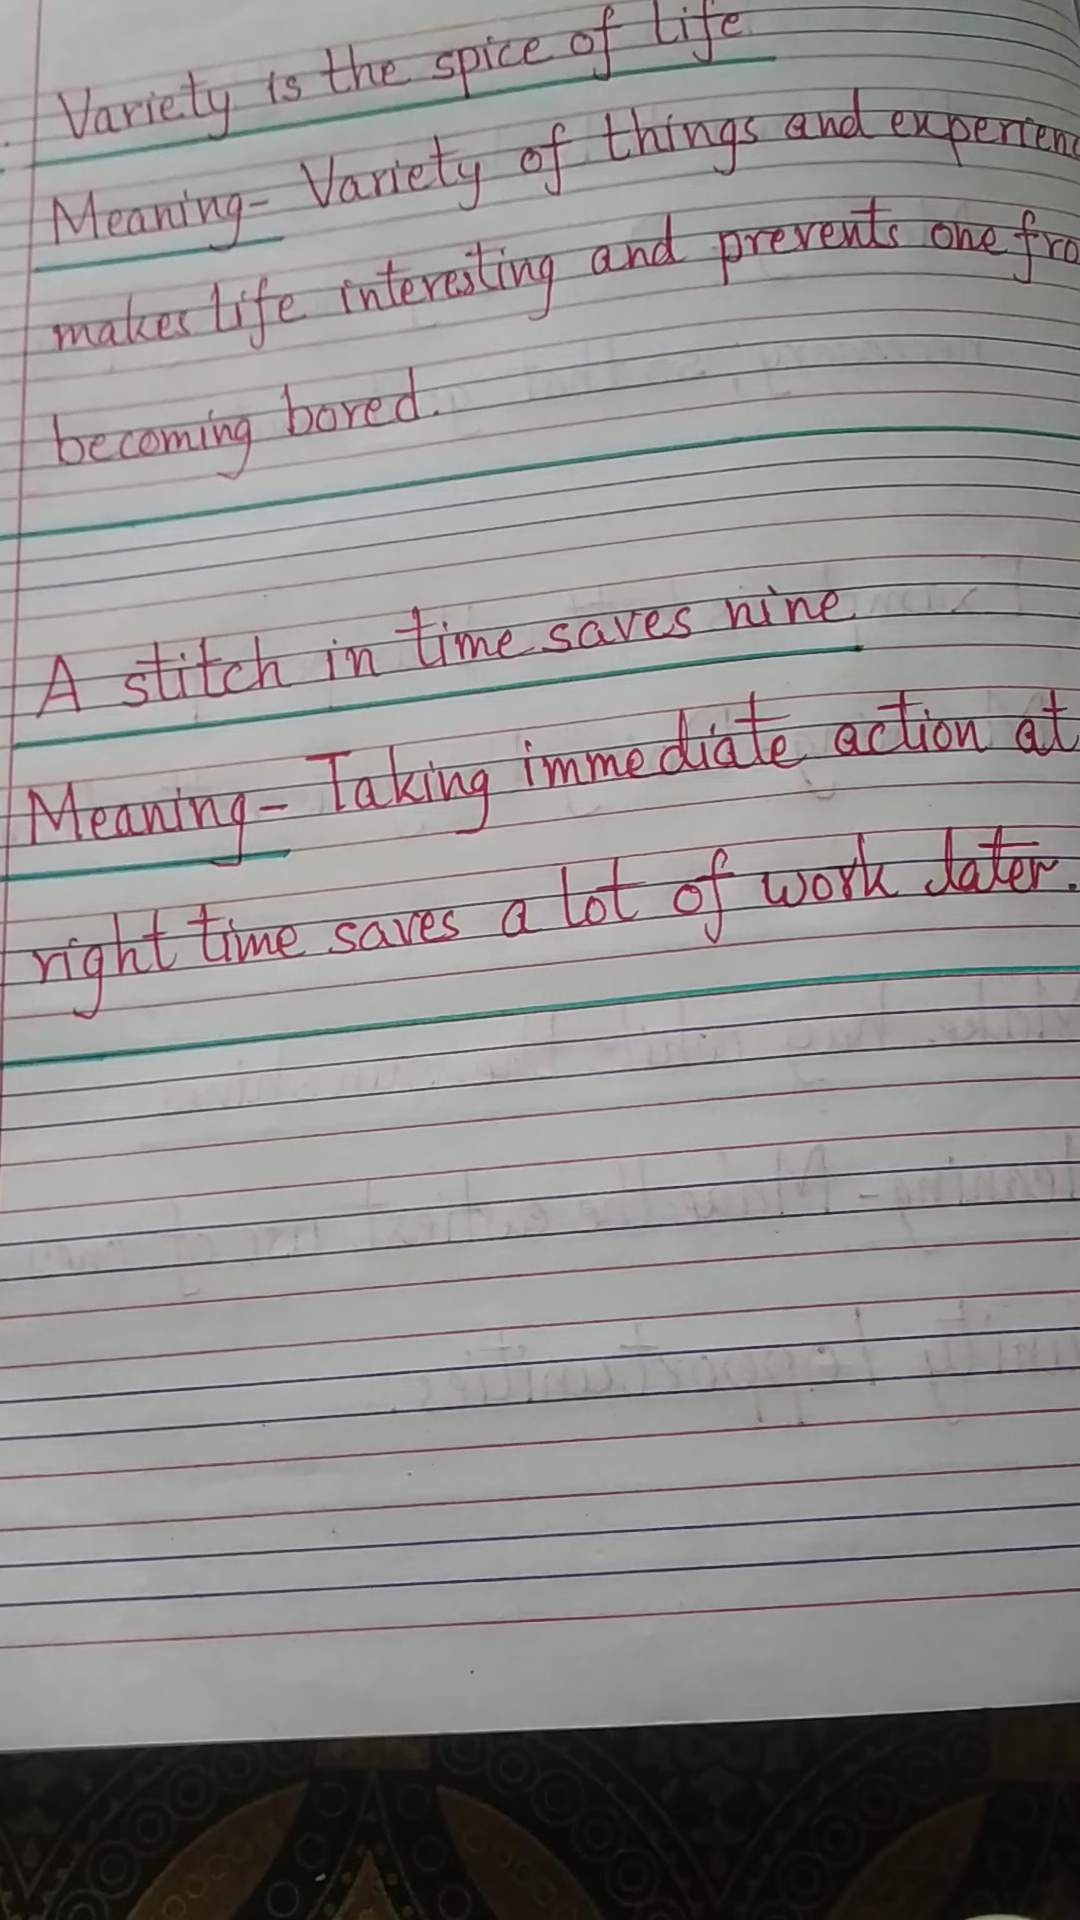 Variety is the spice of life
Meaning- Variety of things and experienc
makes life interesting and prevents one fro
becoming bored.
A stitch in time saves nine
Meaning- Taking immediate action at
right time saves a lot of work later.